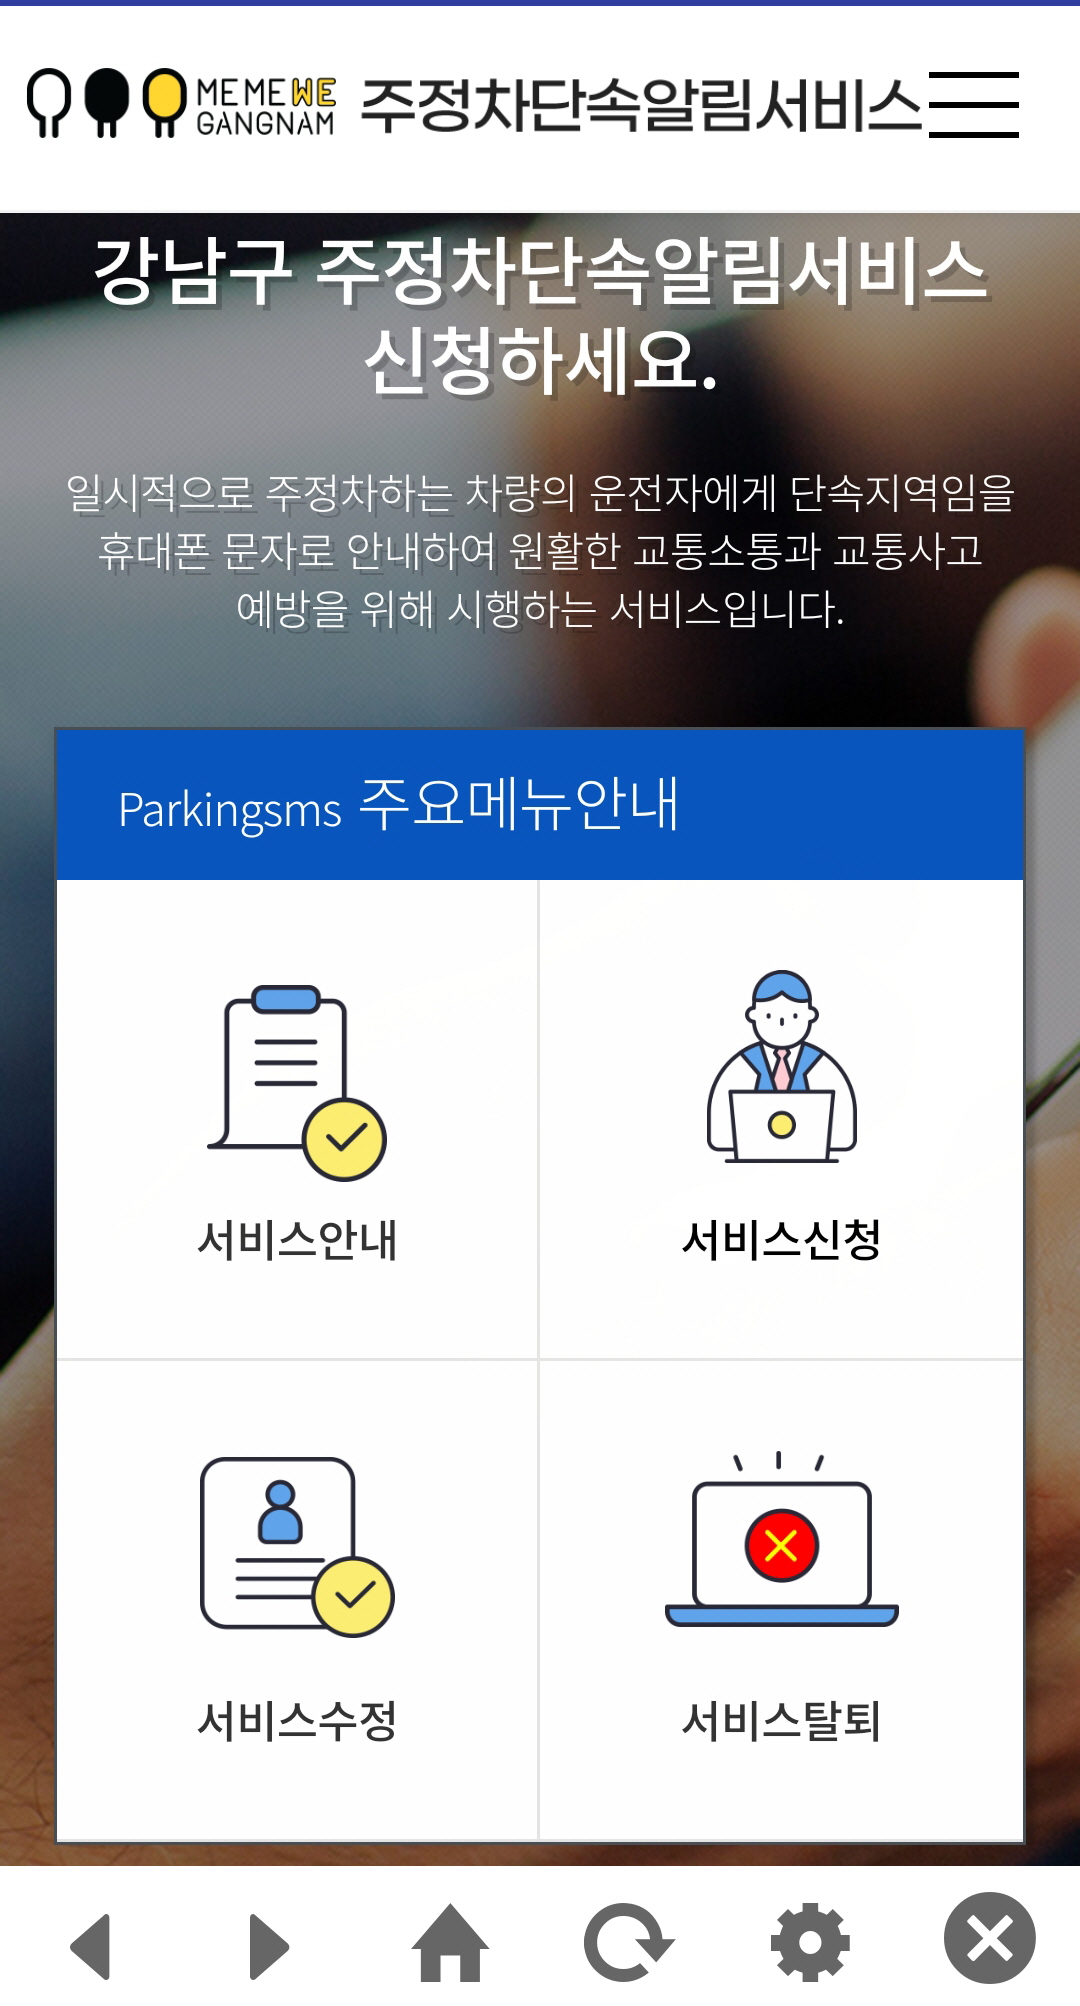 MEMEWE
GANGNAM
주정차단속알림서비스
강남구 주정차단속알림서비스
신청하세요.
일시적으로 주정차하는 차량의 운전자에게 단속지역임을
휴대폰 문자로 안내하여 원활한 교통소통과 교통사고
예방을 위해 시행하는 서비스입니다.
Parkingsms 주요메뉴안내
서비스안내
서비스신청
서비스수정
서비스탈퇴